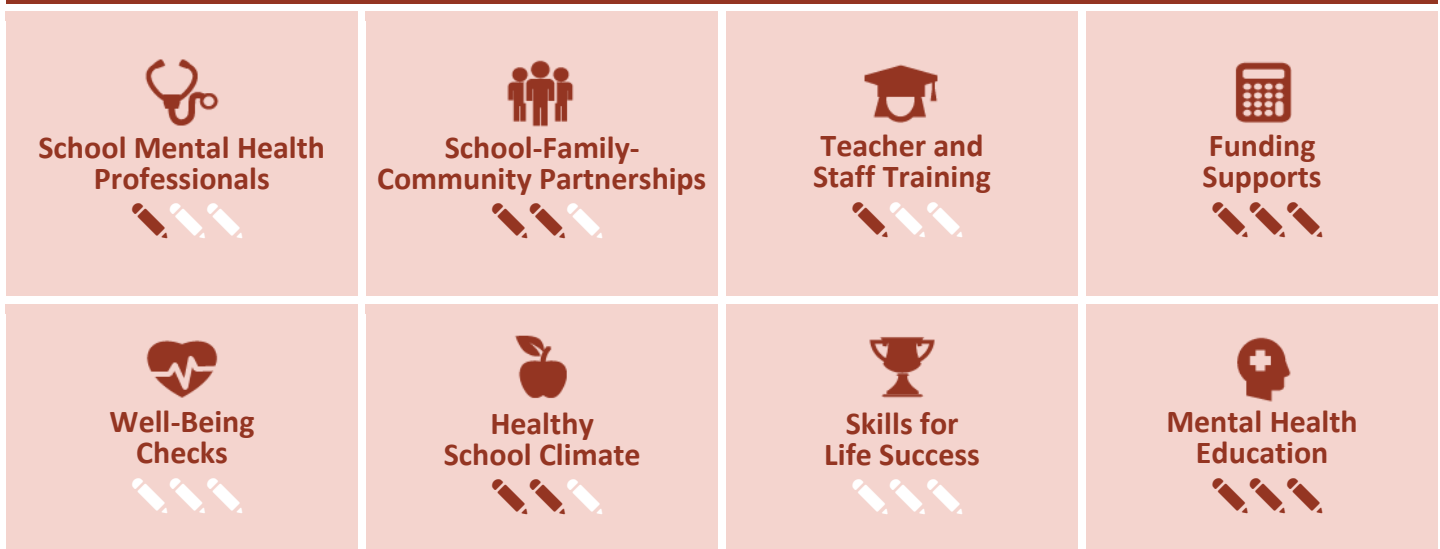 School Mental Health
Professionals
School-Family-
Community Partnerships
Teacher and
Staff Training
Funding
Supports
Well-Being
Checks
Healthy
School Climate
Skills for
Life Success
Mental Health
Education